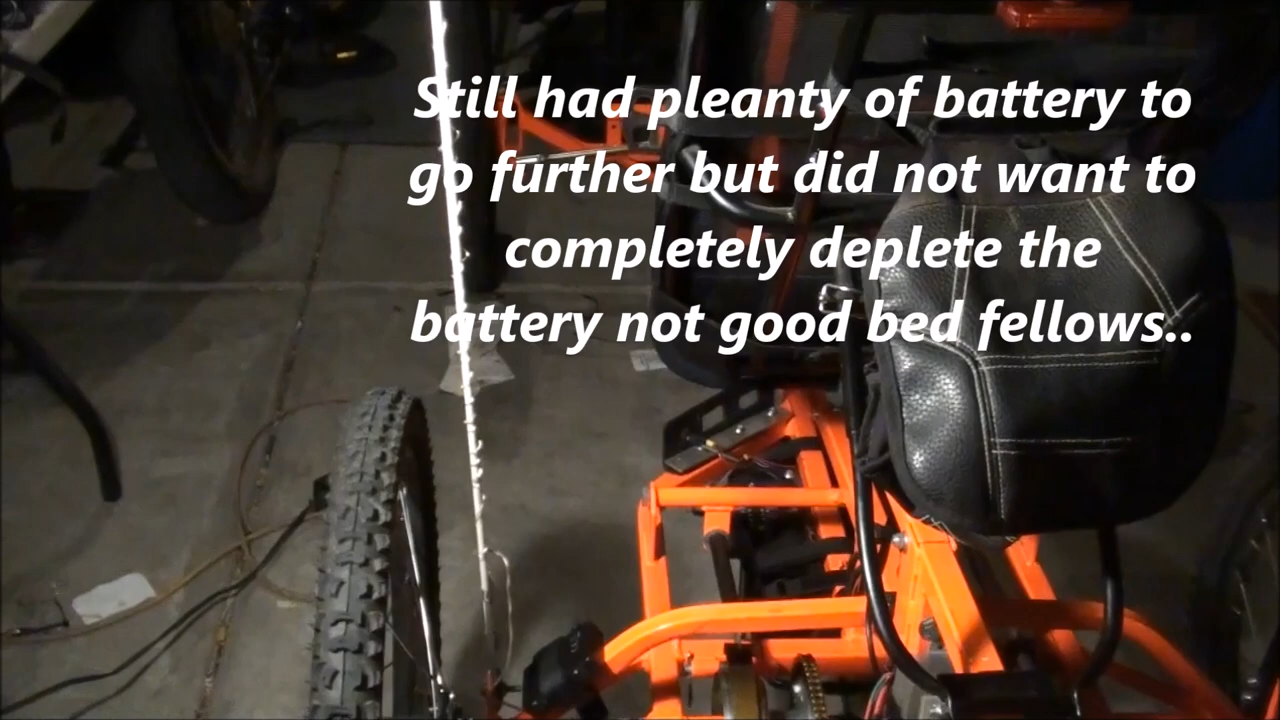 Still had pleanty of battery to
go further but did not want to
completely deplete the
battery not good bed fellows..